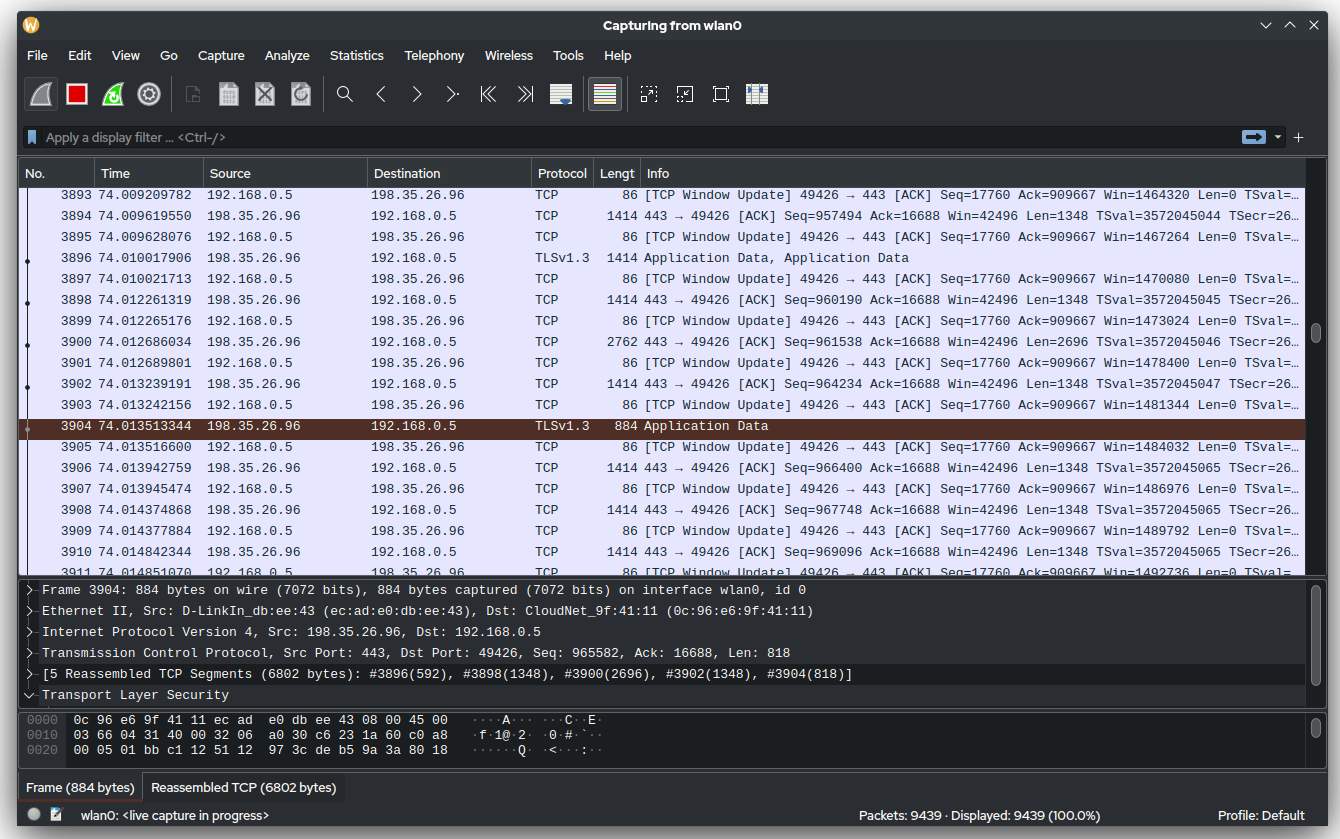 Capturing from wlan0
File Edit View Go Capture Analyze Statistics Telephony Wireless Tools Help
Apply a display filter … <Ctrl-/>
No. Time Source Destination Protocol Lengt Info
3893 74.009209782 192.168.0.5 198.35.26.96 TCP 86 [TCP Window Update] 49426 → 443 [ACK] Seq=17760 Ack=909667 Win=1464320 Len=0 TSval=…
3894 74.009619550 198.35.26.96 192.168.0.5 TCP 1414 443 → 49426 [ACK] Seq=957494 Ack=16688 Win=42496 Len=1348 TSval=3572045044 TSecr=26…
3895 74.009628076 192.168.0.5 198.35.26.96 TCP 86 [TCP Window Update] 49426 → 443 [ACK] Seq=17760 Ack=909667 Win=1467264 Len=0 TSval=…
3896 74.010017906 198.35.26.96 192.168.0.5 TLSv1.3 1414 Application Data, Application Data
3897 74.010021713 192.168.0.5 198.35.26.96 TCP 86 [TCP Window Update] 49426 → 443 [ACK] Seq=17760 Ack=909667 Win=1470080 Len=0 TSval=…
3898 74.012261319 198.35.26.96 192.168.0.5 TCP 1414 443 → 49426 [ACK] Seq=960190 Ack=16688 Win=42496 Len=1348 TSval=3572045045 TSecr=26…
3899 74.012265176 192.168.0.5 198.35.26.96 TCP 86 [TCP Window Update] 49426 → 443 [ACK] Seq=17760 Ack=909667 Win=1473024 Len=0 TSval=…
3900 74.012686034 198.35.26.96 192.168.0.5 TCP 2762 443 → 49426 [ACK] Seq=961538 Ack=16688 Win=42496 Len=2696 TSval=3572045046 TSecr=26…
3901 74.012689801 192.168.0.5 198.35.26.96 TCP 86 [TCP Window Update] 49426 → 443 [ACK] Seq=17760 Ack=909667 Win=1478400 Len=0 TSval=…
3902 74.013239191 198.35.26.96 192.168.0.5 TCP 1414 443 → 49426 [ACK] Seq=964234 Ack=16688 Win=42496 Len=1348 TSval=3572045047 TSecr=26…
3903 74.013242156 192.168.0.5 198.35.26.96 TCP 86 [TCP Window Update] 49426 → 443 [ACK] Seq=17760 Ack=909667 Win=1481344 Len=0 TSval=…
3904 74.013513344 198.35.26.96 192.168.0.5 TLSv1.3 884 Application Data
3905 74.013516600 192.168.0.5 198.35.26.96 TCP 86 [TCP Window Update] 49426 → 443 [ACK] Seq=17760 Ack=909667 Win=1484032 Len=0 TSval=…
3906 74.013942759 198.35.26.96 192.168.0.5 TCP 1414 443 → 49426 [ACK] Seq=966400 Ack=16688 Win=42496 Len=1348 TSval=3572045065 TSecr=26…
3907 74.013945474 192.168.0.5 198.35.26.96 TCP 86 [TCP Window Update] 49426 → 443 [ACK] Seq=17760 Ack=909667 Win=1486976 Len=0 TSval=…
3908 74.014374868 198.35.26.96 192.168.0.5 TCP 1414 443 → 49426 [ACK] Seq=967748 Ack=16688 Win=42496 Len=1348 TSval=3572045065 TSecr=26…
3909 74.014377884 192.168.0.5 198.35.26.96 TCP 86 [TCP Window Update] 49426 → 443 [ACK] Seq=17760 Ack=909667 Win=1489792 Len=0 TSval=…
3910 74.014842344 198.35.26.96 192.168.0.5 TCP 1414 443 → 49426 [ACK] Seq=969096 Ack=16688 Win=42496 Len=1348 TSval=3572045065 TSecr=26…
3911 74.014851070 192.168.0.5 198.35.26.96 TCP 86 [TCP Window Update] 49426 → 443 [ACK] Seq=17760 Ack=909667 Win=1492736 Len=0 TSval=…
Frame 3904: 884 bytes on wire (7072 bits), 884 bytes captured (7072 bits) on interface wlan0, id 0
Ethernet II, Src: D-LinkIn_db:ee:43 (ec:ad:e0:db:ee:43), Dst: CloudNet_9f:41:11 (0c:96:e6:9f:41:11)
Internet Protocol Version 4, Src: 198.35.26.96, Dst: 192.168.0.5
Transmission Control Protocol, Src Port: 443, Dst Port: 49426, Seq: 965582, Ack: 16688, Len: 818
[5 Reassembled TCP Segments (6802 bytes): #3896(592), #3898(1348), #3900(2696), #3902(1348), #3904(818)]
Transport Layer Security
0000 0c 96 e6 9f 41 11 ec ad e0 db ee 43 08 00 45 00 ····A··· ···C··E·
0010 03 66 04 31 40 00 32 06 a0 30 c6 23 1a 60 c0 a8 ·f·1@·2· ·0·#·`··
0020 00 05 01 bb c1 12 51 12 97 3c de b5 9a 3a 80 18 ······Q· ·<···:··
Frame (884 bytes) Reassembled TCP (6802 bytes)
wlan0: <live capture in progress> Packets: 9439 · Displayed: 9439 (100.0%) Profile: Default